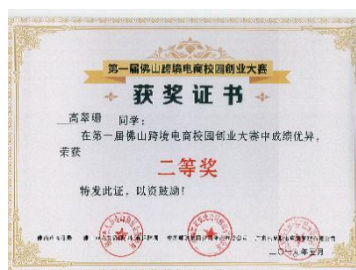 第一届佛山跨境电商校园创业大赛
获奖证书
高翠珊 同学:
在第一届佛山跨境电商校园创业大赛中成绩优异,
荣获
二等奖
特发此证,以资鼓励!